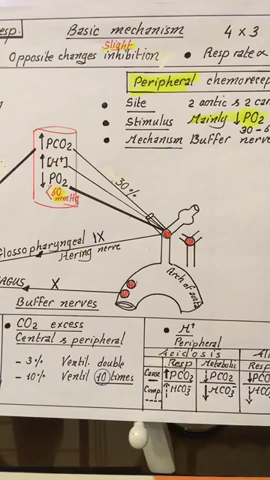 esp.
Basic mechanism
4 x 3
Slight
Opposite changes inhibition
• Resp rate α
Peripheral chemorecep
• Site 2 aortic & 2 car
• Stimulus Mainly ↓PO2
30 - 6
• Mechanism Buffer nerve
↑PCO2
↑[H+]
↓PO2
60
mmHg
30%
Glossopharyngeal IX
Hering nerve
Arch of aorta
VAGUS X
Buffer nerves
• CO2 excess
Central & peripheral
- 3% Ventil. double
- 10% Ventil 10 times
• H+
Peripheral
Acidosis
Resp
Metabolic
Resp
Cause
↑PCO2
↓PCO2
↓PCO2
Comp.
↑HCO3-
↓HCO3-